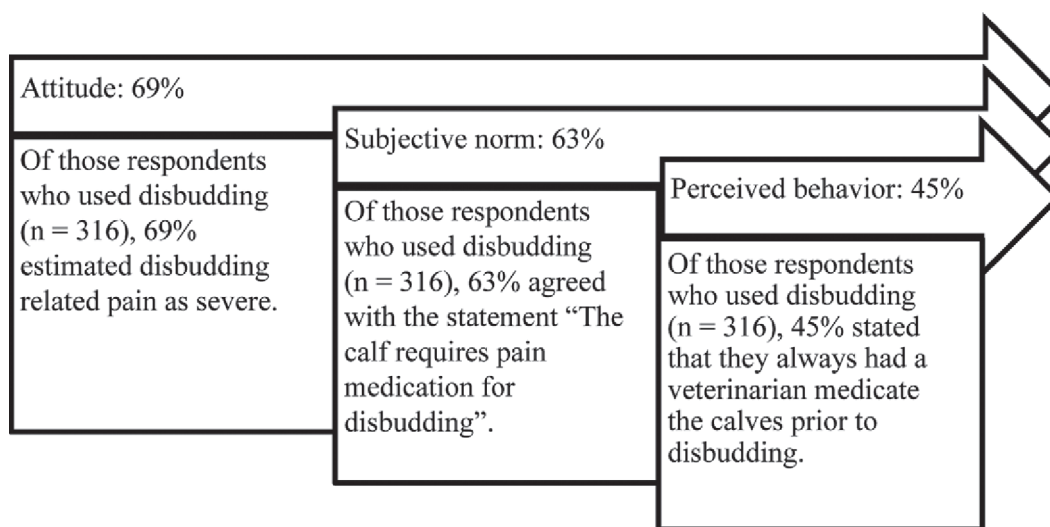 Attitude: 69%
Of those respondents
who used disbudding
(n = 316), 69%
estimated disbudding
related pain as severe.
Subjective norm: 63%
Of those respondents
who used disbudding
(n = 316), 63% agreed
with the statement “The
calf requires pain
medication for
disbudding”.
Perceived behavior: 45%
Of those respondents
who used disbudding
(n = 316), 45% stated
that they always had a
veterinarian medicate
the calves prior to
disbudding.